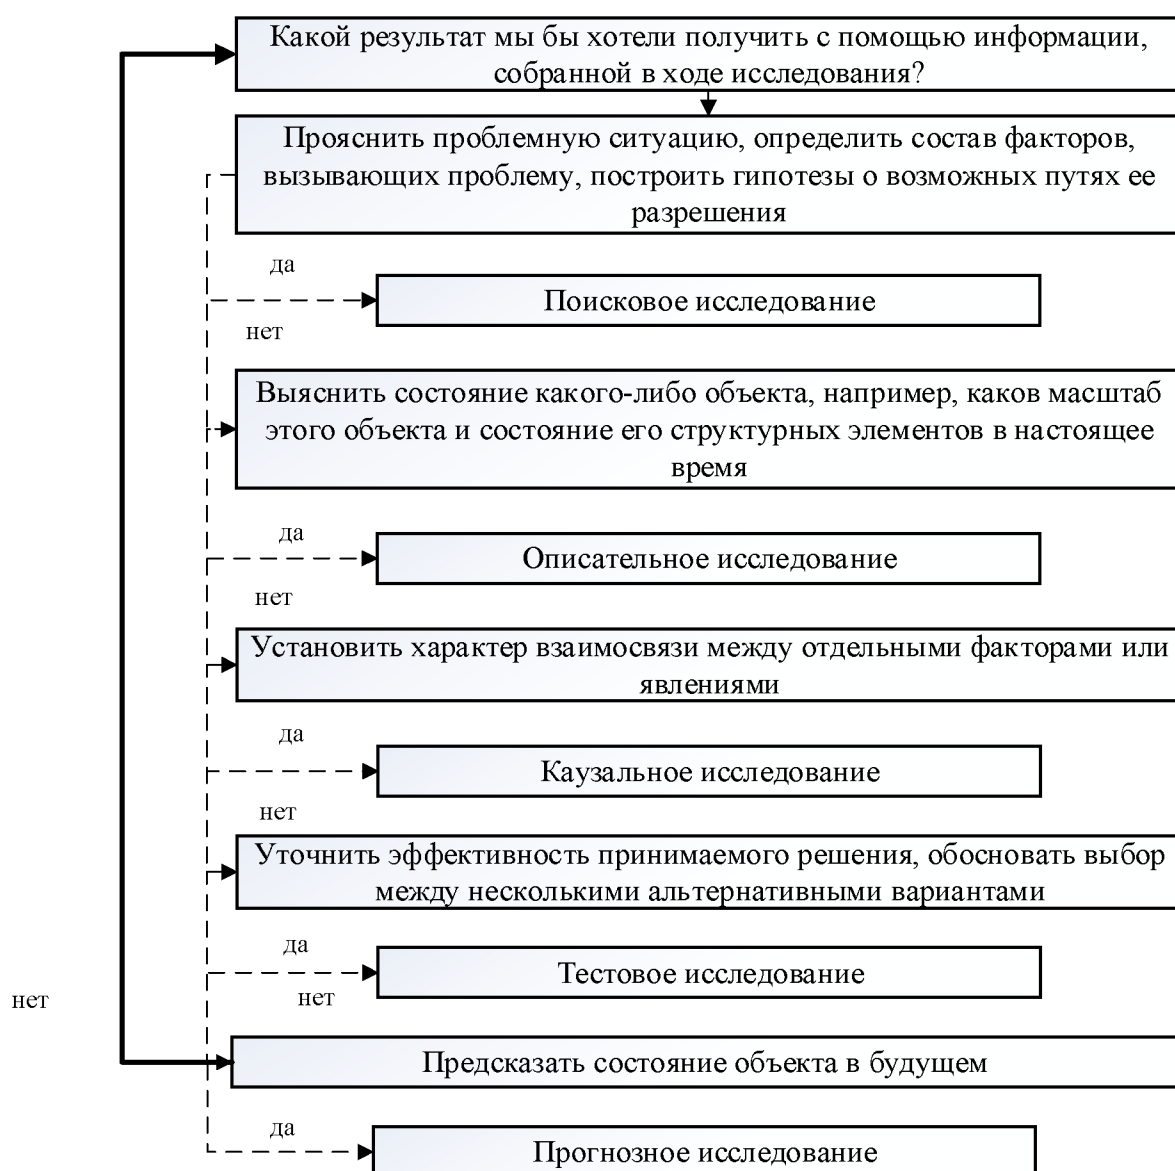 Какой результат мы бы хотели получить с помощью информации,
собранной в ходе исследования?
Прояснить проблемную ситуацию, определить состав факторов,
вызывающих проблему, построить гипотезы о возможных путях ее
разрешения
да
Поисковое исследование
нет
Выяснить состояние какого-либо объекта, например, каков масштаб
этого объекта и состояние его структурных элементов в настоящее
время
да
Описательное исследование
нет
Установить характер взаимосвязи между отдельными факторами или
явлениями
да
Каузальное исследование
нет
Уточнить эффективность принимаемого решения, обосновать выбор
между несколькими альтернативными вариантами
да
Тестовое исследование
нет
нет
Предсказать состояние объекта в будущем
да
Прогнозное исследование